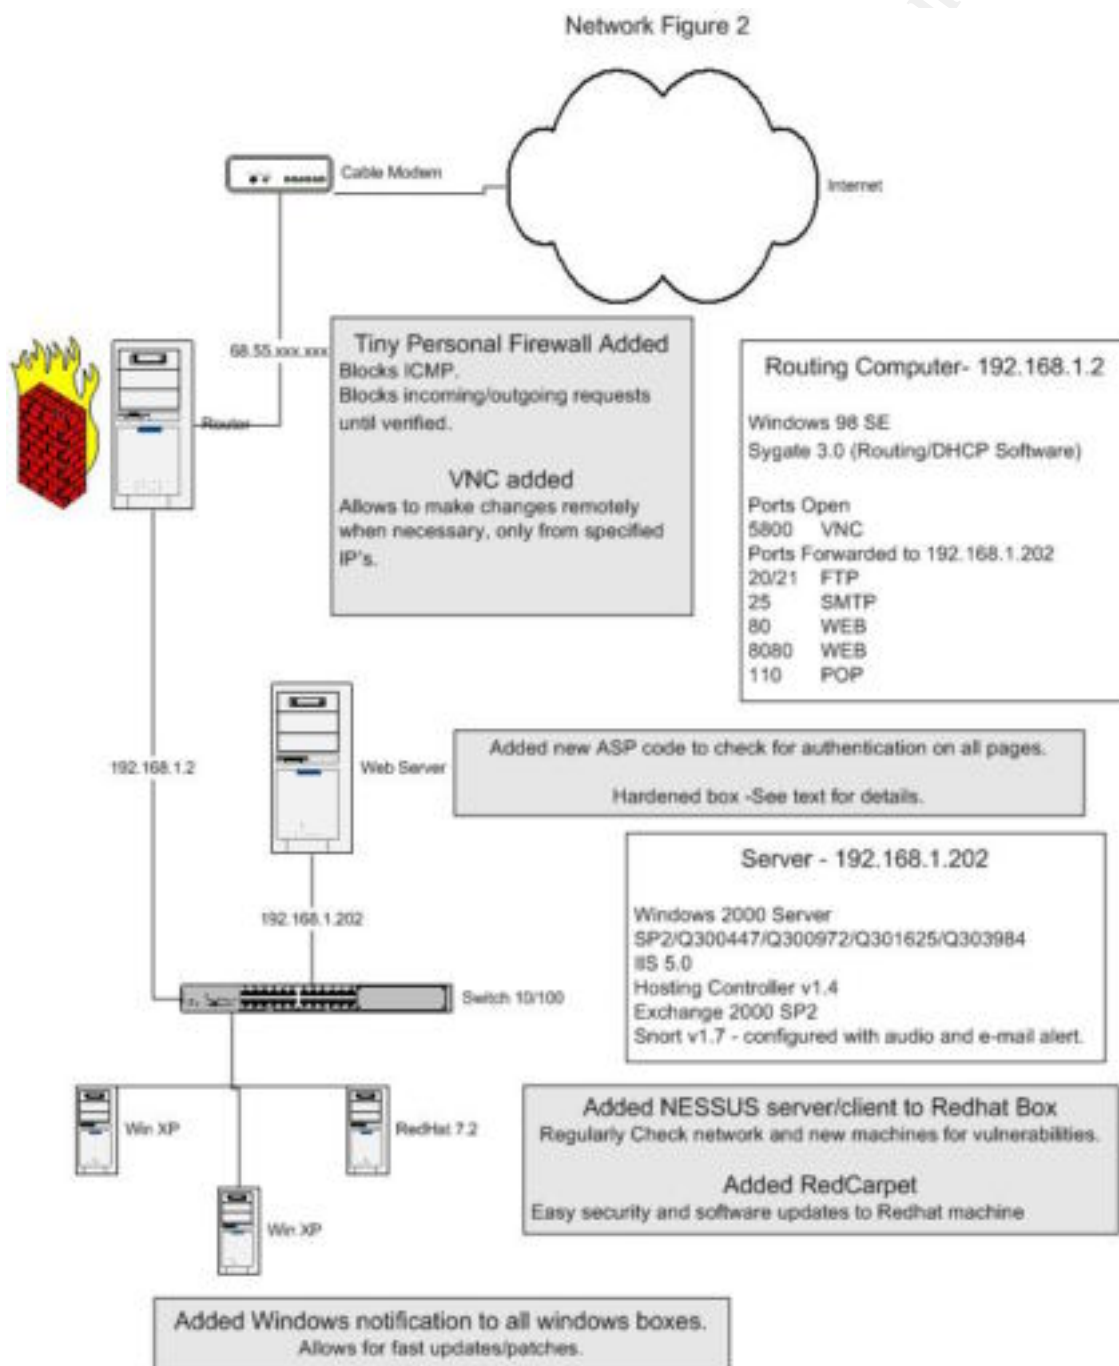 Network Figure 2
Cable Modem
Internet
68.55.xxx.xxx
Router
Tiny Personal Firewall Added
Blocks ICMP.
Blocks incoming/outgoing requests
until verified.
VNC added
Allows to make changes remotely
when necessary, only from specified
IP's.
Routing Computer- 192.168.1.2
Windows 98 SE
Sygate 3.0 (Routing/DHCP Software)
Ports Open
5800 VNC
Ports Forwarded to 192.168.1.202
20/21 FTP
25 SMTP
80 WEB
8080 WEB
110 POP
192.168.1.2
Web Server
Added new ASP code to check for authentication on all pages.
Hardened box -See text for details.
192.168.1.202
Server - 192.168.1.202
Windows 2000 Server
SP2/Q300447/Q300972/Q301625/Q303984
IIS 5.0
Hosting Controller v1.4
Exchange 2000 SP2
Snort v1.7 - configured with audio and e-mail alert.
Switch 10/100
Win XP
RedHat 7.2
Win XP
Added NESSUS server/client to Redhat Box
Regularly Check network and new machines for vulnerabilities.
Added RedCarpet
Easy security and software updates to Redhat machine
Added Windows notification to all windows boxes.
Allows for fast updates/patches.